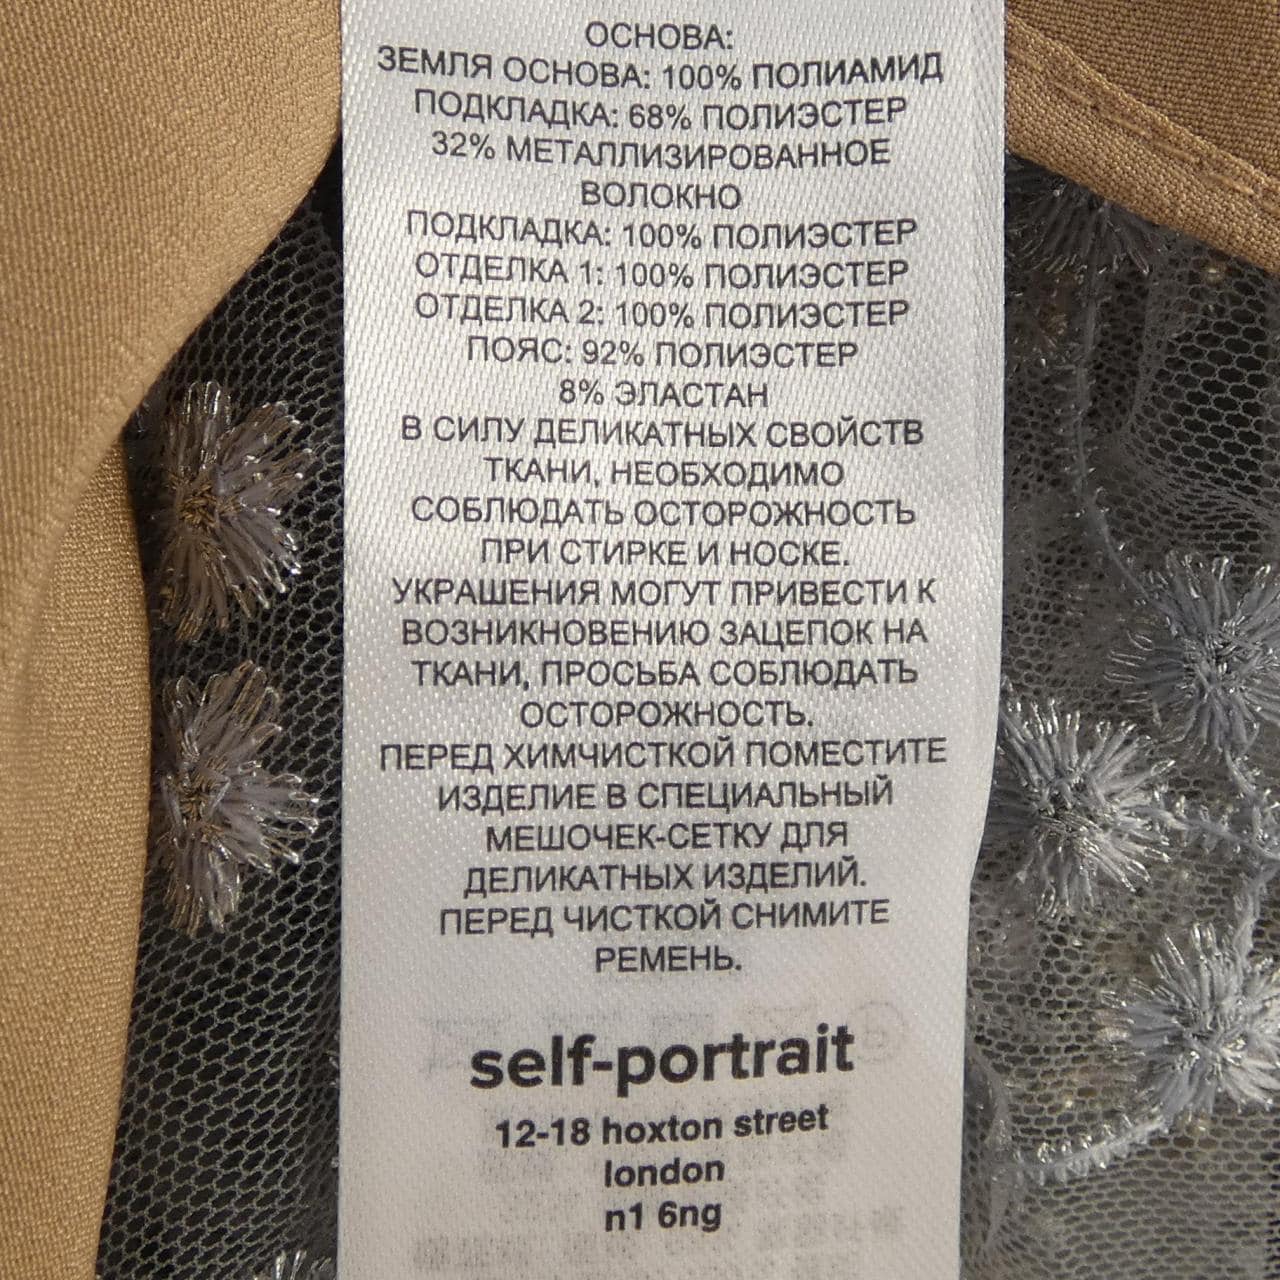 ОСНОВА:
ЗЕМЛЯ ОСНОВА: 100% ПОЛИАМИД
ПОДКЛАДКА: 68% ПОЛИЭСТЕР
32% МЕТАЛЛИЗИРОВАННОЕ
ВОЛОКНО
ПОДКЛАДКА: 100% ПОЛИЭСТЕР
ОТДЕЛКА 1: 100% ПОЛИЭСТЕР
ОТДЕЛКА 2: 100% ПОЛИЭСТЕР
ПОЯС: 92% ПОЛИЭСТЕР
8% ЭЛАСТАН
В СИЛУ ДЕЛИКАТНЫХ СВОЙСТВ
ТКАНИ, НЕОБХОДИМО
СОБЛЮДАТЬ ОСТОРОЖНОСТЬ
ПРИ СТИРКЕ И НОСКЕ.
УКРАШЕНИЯ МОГУТ ПРИВЕСТИ К
ВОЗНИКНОВЕНИЮ ЗАЦЕПОК НА
ТКАНИ, ПРОСЬБА СОБЛЮДАТЬ
ОСТОРОЖНОСТЬ.
ПЕРЕД ХИМЧИСТКОЙ ПОМЕСТИТЕ
ИЗДЕЛИЕ В СПЕЦИАЛЬНЫЙ
МЕШОЧЕК-СЕТКУ ДЛЯ
ДЕЛИКАТНЫХ ИЗДЕЛИЙ.
ПЕРЕД ЧИСТКОЙ СНИМИТЕ
РЕМЕНЬ.
self-portrait
12-18 hoxton street
london
n1 6ng